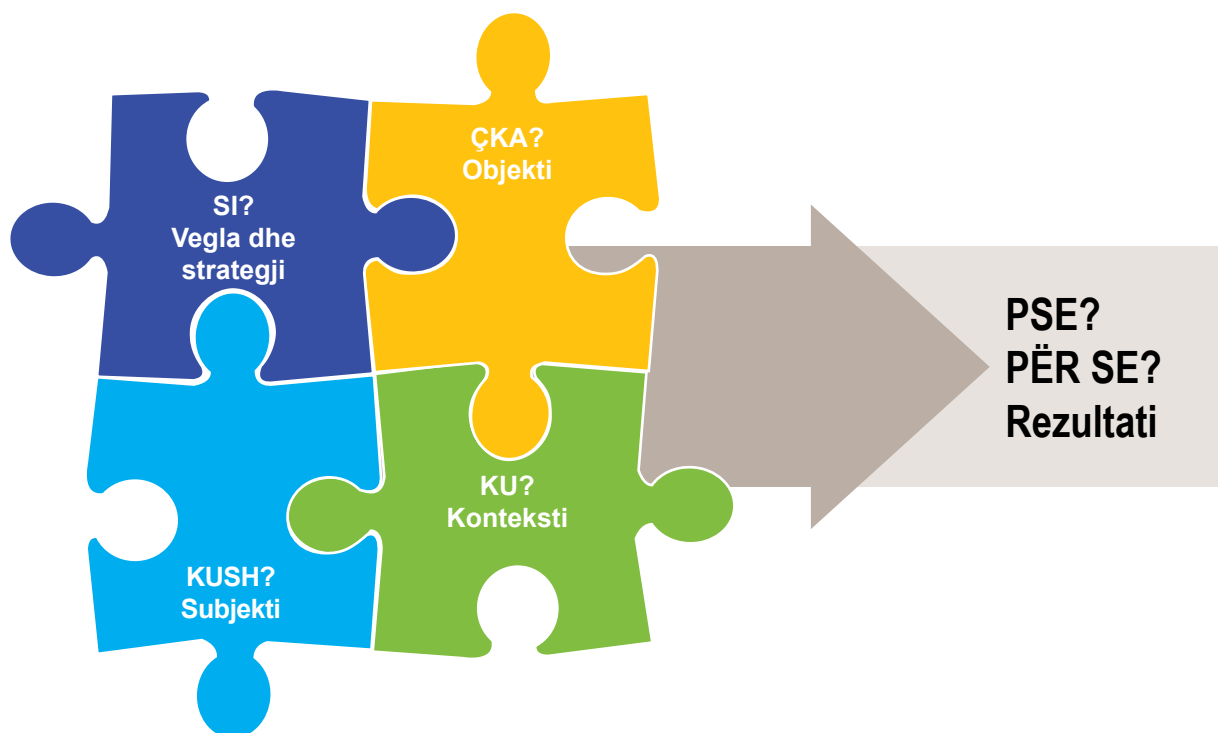 SI?
Vegla dhe
strategji
ÇKA?
Objekti
KUSH?
Subjekti
KU?
Konteksti
PSE?
PËR SE?
Rezultati